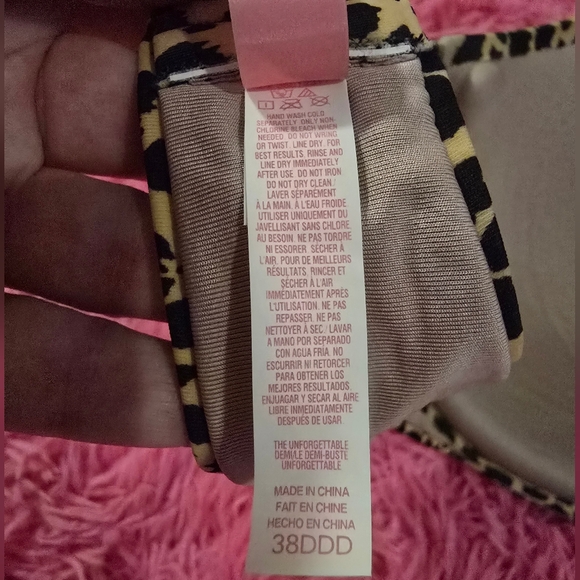 HAND WASH COLD
SEPARATELY. ONLY NON-
CHLORINE BLEACH WHEN
NEEDED. DO NOT WRING
OR TWIST. LINE DRY. FOR
BEST RESULTS, RINSE AND
LINE DRY IMMEDIATELY
AFTER USE. DO NOT IRON
DO NOT DRY CLEAN /
LAVER SÉPARÉMENT
À LA MAIN. À L'EAU FROIDE
UTILISER UNIQUEMENT DU
JAVELLISANT SANS CHLORE
AU BESOIN. NE PAS TORDRE
NI ESSORER. SÉCHER À
L'AIR. POUR DE MEILLEURS
RÉSULTATS, RINCER ET
SÉCHER À L'AIR
IMMÉDIATEMENT APRÈS
L'UTILISATION. NE PAS
REPASSER. NE PAS
NETTOYER À SEC / LAVAR
A MANO POR SEPARADO
CON AGUA FRIA. NO
ESCURRIR NI RETORCER
PARA OBTENER LOS
MEJORES RESULTADOS,
ENJUAGAR Y SECAR AL AIRE
LIBRE INMEDIATAMENTE
DESPUÉS DE USAR.
THE UNFORGETTABLE
DEMI/LE DEMI-BUSTE
UNFORGETTABLE
MADE IN CHINA
FAIT EN CHINE
HECHO EN CHINA
38DDD